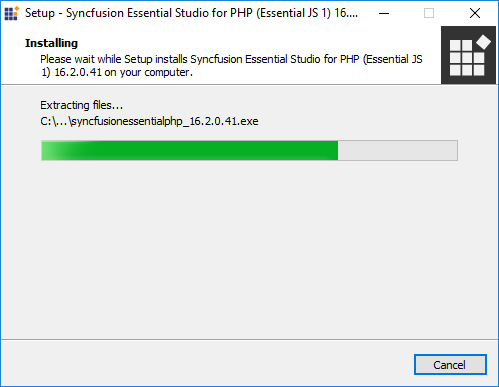 Setup - Syncfusion Essential Studio for PHP (Essential JS 1) 16....
Installing
Please wait while Setup installs Syncfusion Essential Studio for PHP (Essential JS
1) 16.2.0.41 on your computer.
Extracting files...
C:\...\syncfusionessentialphp_16.2.0.41.exe
Cancel